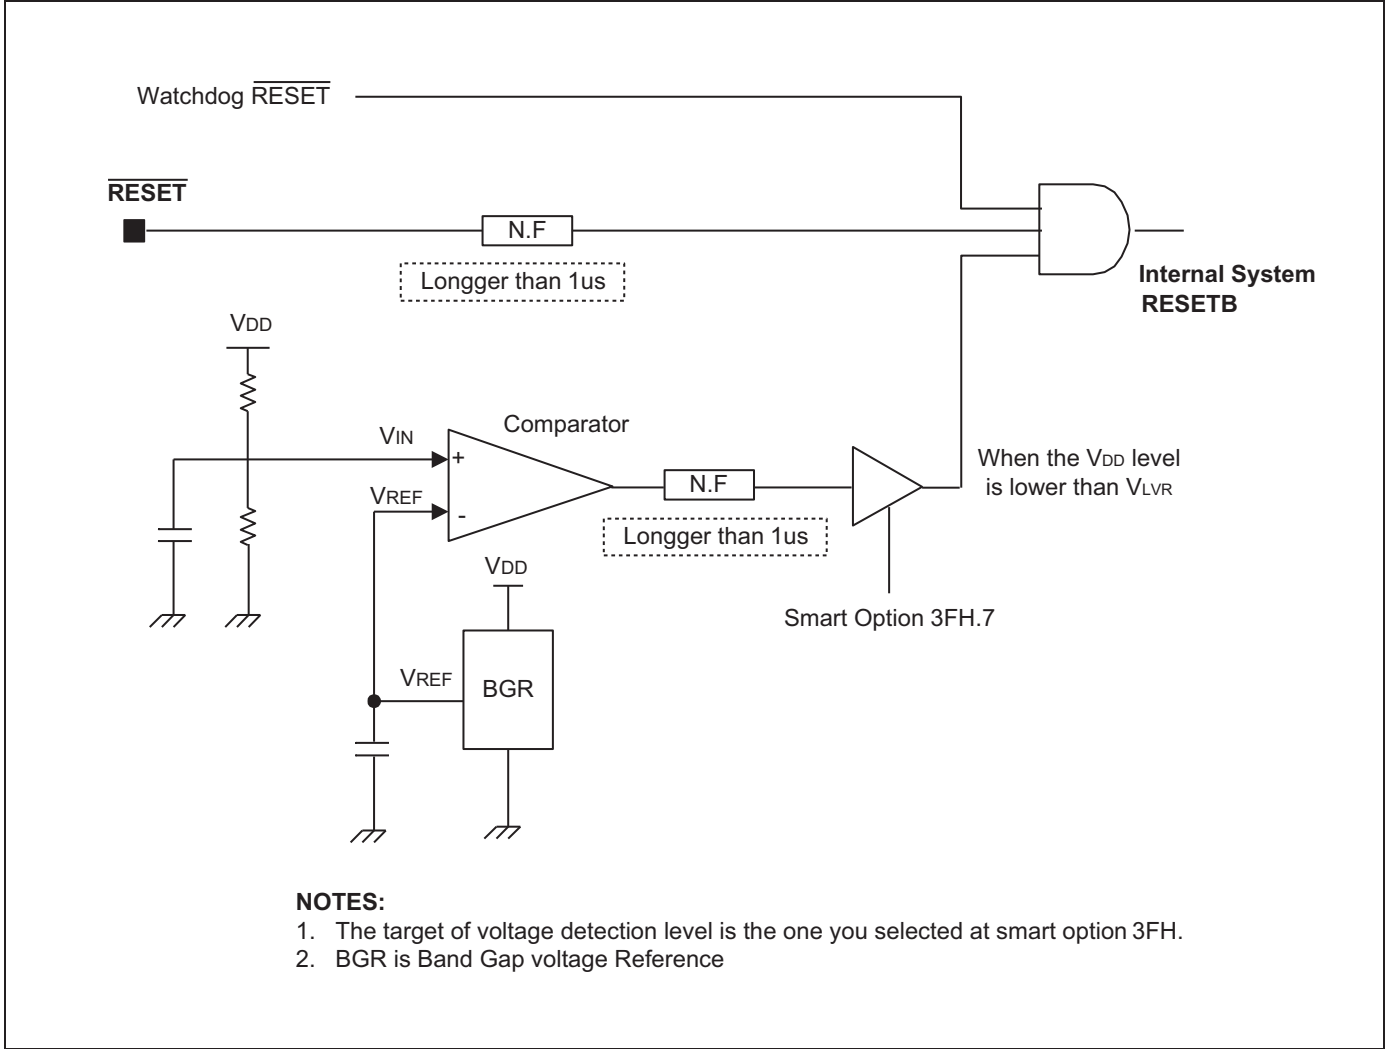 Watchdog RESET
RESET
N.F
Longger than 1us
Internal System
RESETB
VDD
Comparator
VIN
+
VREF
-
N.F
Longger than 1us
When the VDD level
is lower than VLVR
VDD
Smart Option 3FH.7
VREF
BGR
NOTES:
1. The target of voltage detection level is the one you selected at smart option 3FH.
2. BGR is Band Gap voltage Reference